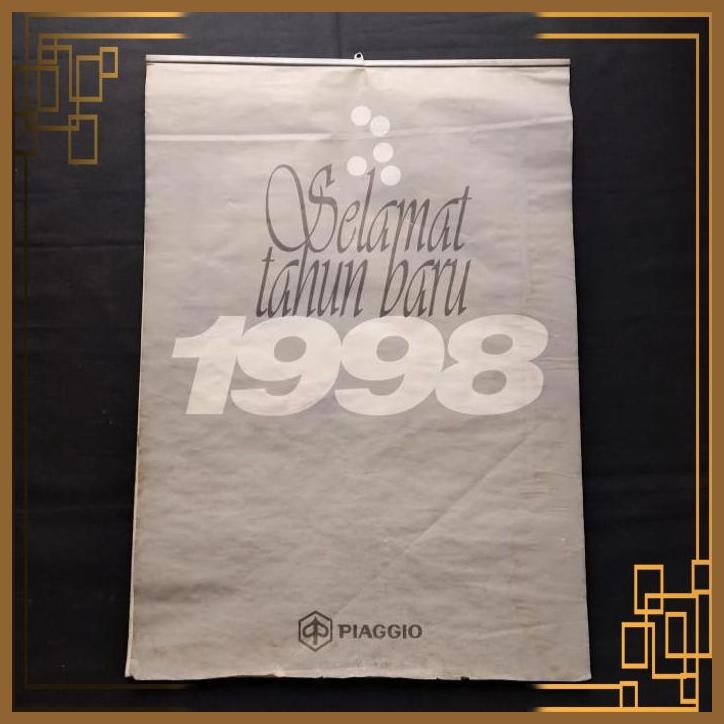 Selamat
tahun baru
1998
PIAGGIO